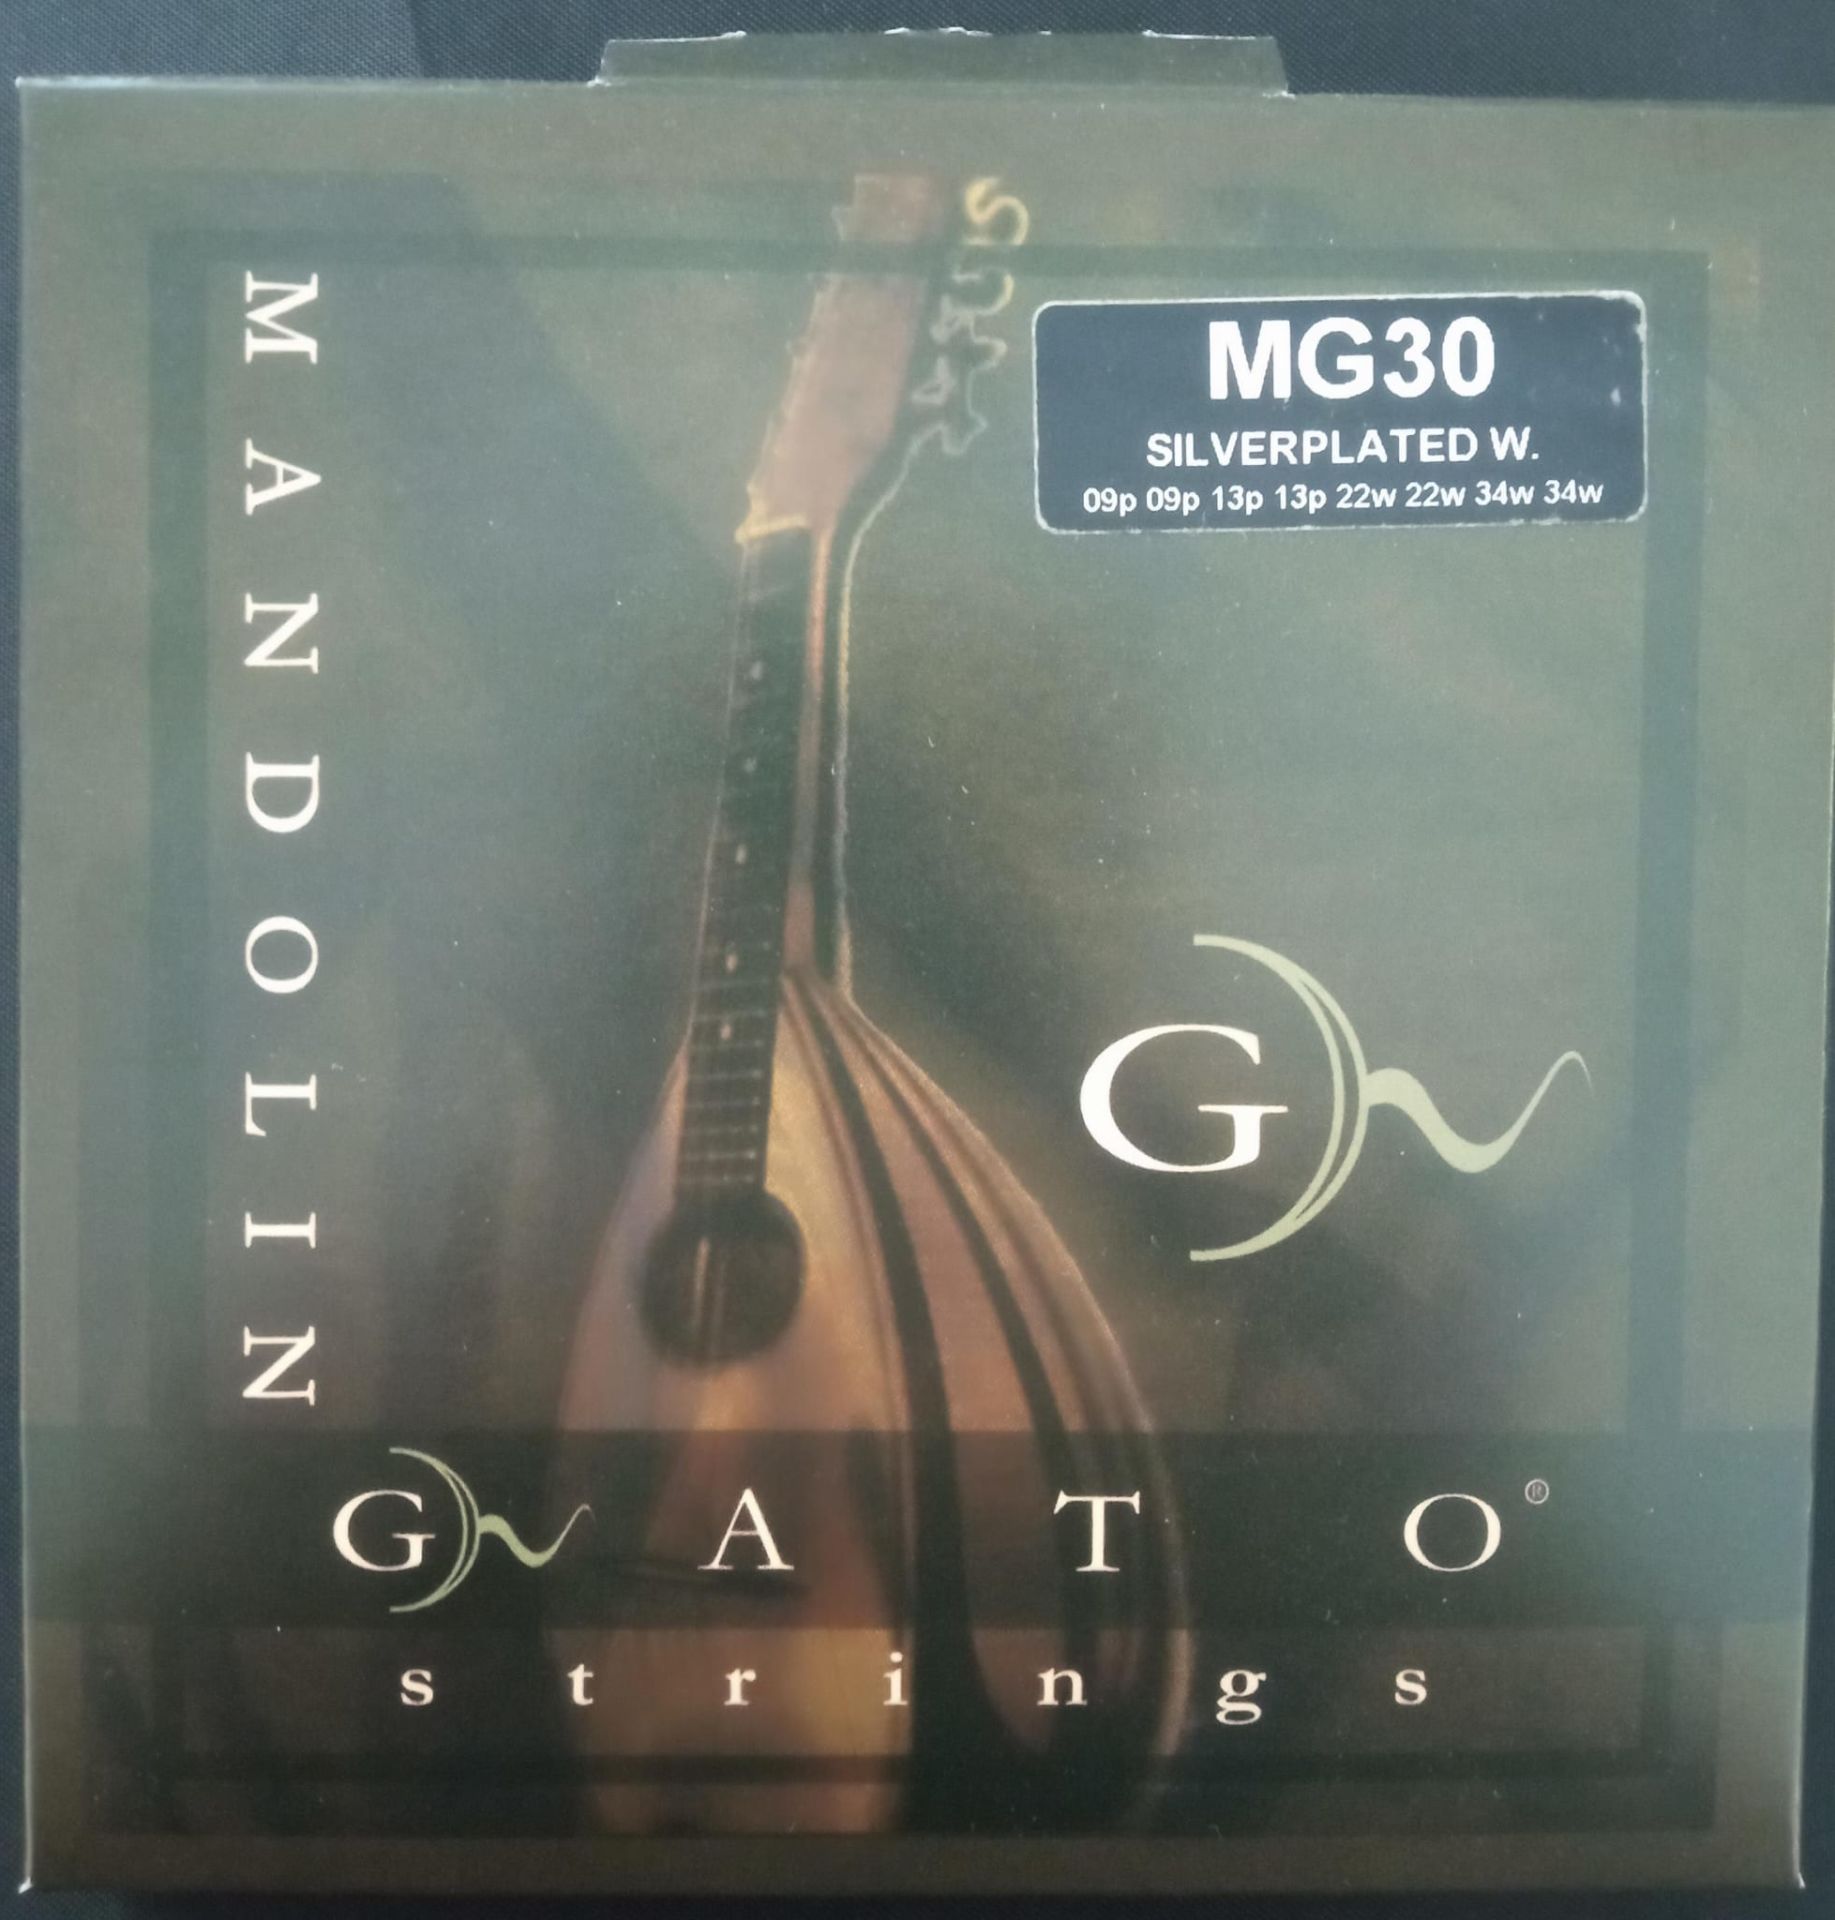 MANDOLIN
MG30
SILVERPLATED W.
09p 09p 13p 13p 22w 22w 34w 34w
G
GATO®
strings